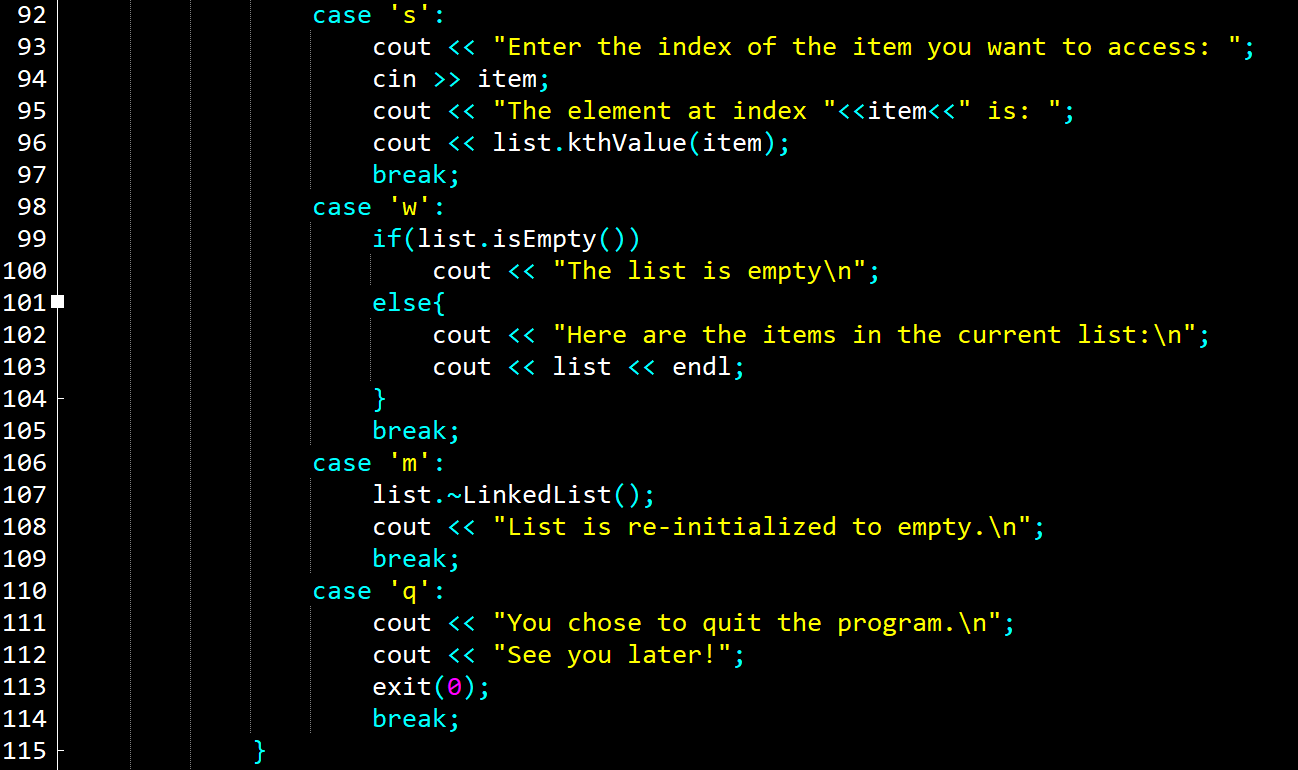 92 case 's':
93 cout << "Enter the index of the item you want to access: ";
94 cin >> item;
95 cout << "The element at index "<<item<<" is: ";
96 cout << list.kthValue(item);
97 break;
98 case 'w':
99 if(list.isEmpty())
100 cout << "The list is empty\n";
101 else{
102 cout << "Here are the items in the current list:\n";
103 cout << list << endl;
104 }
105 break;
106 case 'm':
107 list.~LinkedList();
108 cout << "List is re-initialized to empty.\n";
109 break;
110 case 'q':
111 cout << "You chose to quit the program.\n";
112 cout << "See you later!";
113 exit(0);
114 break;
115 }